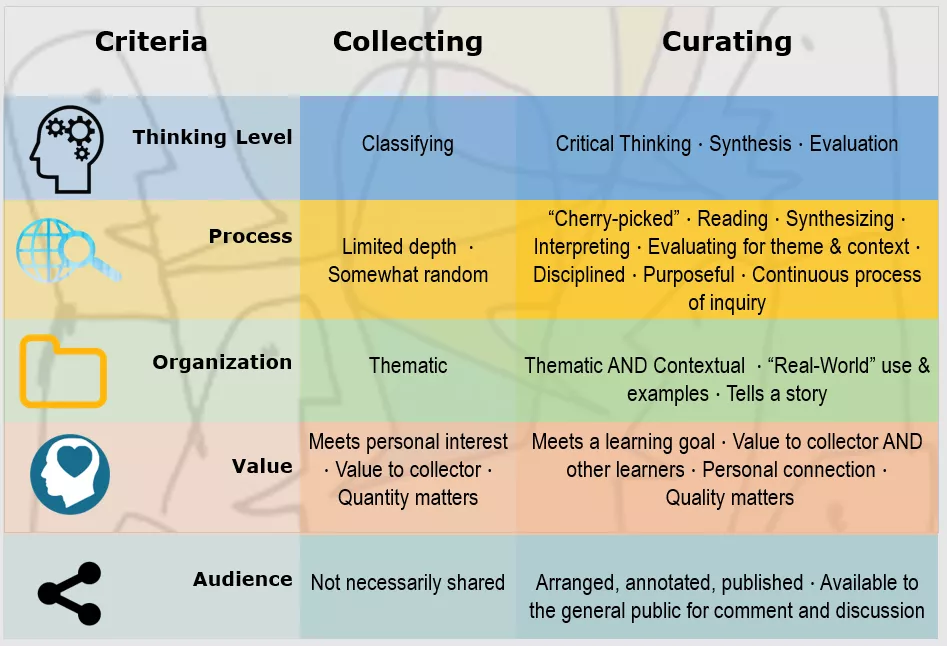 Criteria
Collecting
Curating
Thinking Level
Classifying
Critical Thinking · Synthesis · Evaluation
Process
Limited depth ·
Somewhat random
“Cherry-picked” · Reading · Synthesizing ·
Interpreting · Evaluating for theme & context ·
Disciplined · Purposeful · Continuous process
of inquiry
Organization
Thematic
Thematic AND Contextual · “Real-World” use &
examples · Tells a story
Value
Meets personal interest
· Value to collector ·
Quantity matters
Meets a learning goal · Value to collector AND
other learners · Personal connection ·
Quality matters
Audience
Not necessarily shared
Arranged, annotated, published · Available to
the general public for comment and discussion